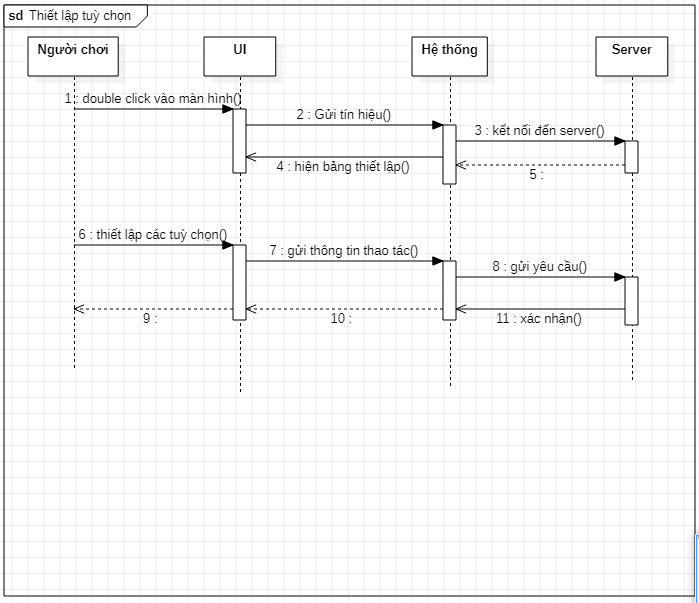 sd Thiết lập tuỳ chọn
Người chơi
UI
Hệ thống
Server
1 : double click vào màn hình()
2 : Gửi tín hiệu()
3 : kết nối đến server()
4 : hiện bảng thiết lập()
5 :
6 : thiết lập các tuỳ chọn()
7 : gửi thông tin thao tác()
8 : gửi yêu cầu()
9 :
10 :
11 : xác nhận()